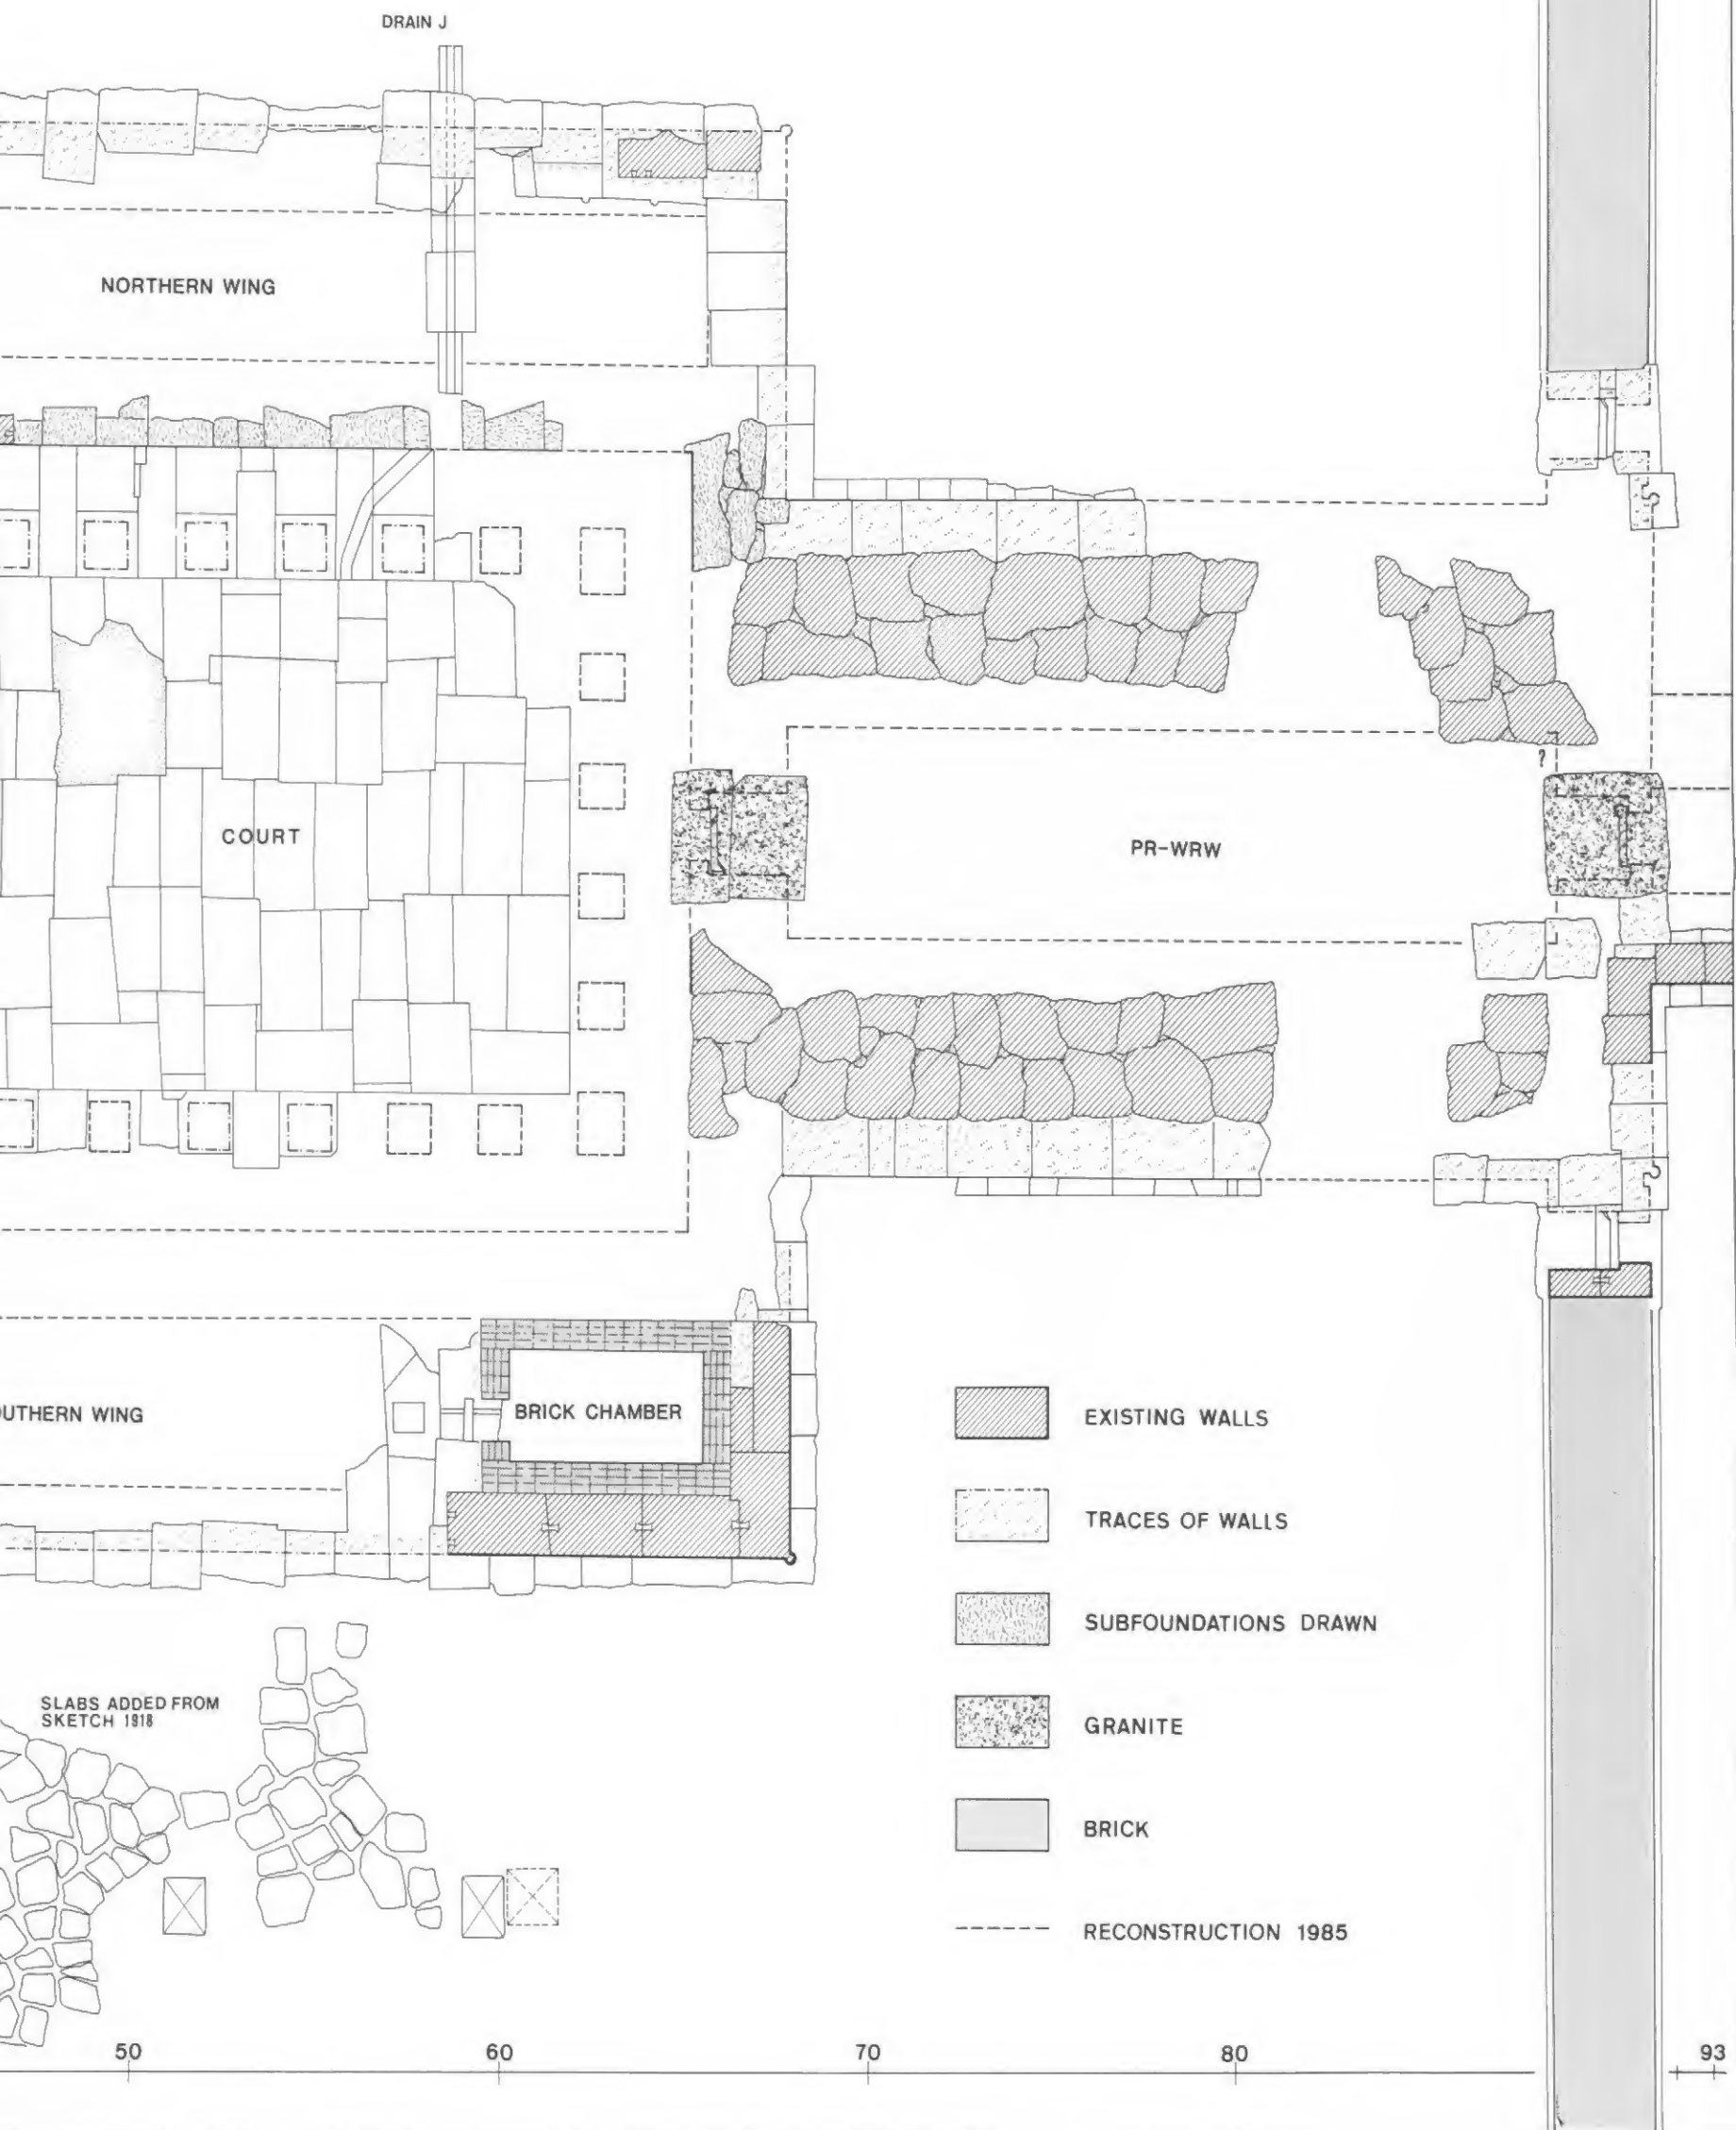 DRAIN J
NORTHERN WING
COURT
PR-WRW
?
OUTHERN WING
BRICK CHAMBER
EXISTING WALLS
TRACES OF WALLS
SUBFOUNDATIONS DRAWN
SLABS ADDED FROM
SKETCH 1918
GRANITE
BRICK
RECONSTRUCTION 1985
50
60
70
80
93